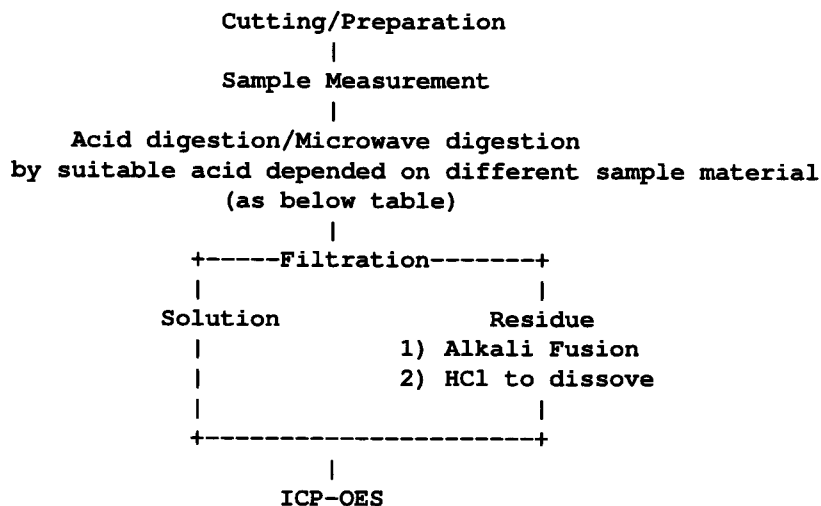 Cutting/Preparation
|
Sample Measurement
|
Acid digestion/Microwave digestion
by suitable acid depended on different sample material
(as below table)
|
+-----Filtration-------+
| |
Solution Residue
| 1) Alkali Fusion
| 2) HCl to dissove
| |
+-----------------------+
|
ICP-OES